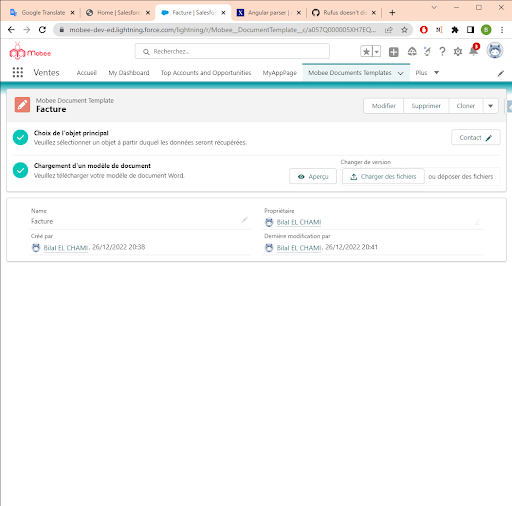 Google Translate
Home | Salesfor
Facture | Salesfo
Angular parser |
Rufus doesn't di
mobee-dev-ed.lightning.force.com/lightning/r/Mobee__DocumentTemplate__c/a057Q000005XH7EQ...
B
mobee
Recherchez...
Ventes
Accueil
My Dashboard
Top Accounts and Opportunities
MyAppPage
Mobee Documents Templates
Plus
Mobee Document Template
Facture
Modifier
Supprimer
Cloner
Choix de l'objet principal
Veuillez sélectionner un objet à partir duquel les données seront récupérées.
Contact
Chargement d'un modèle de document
Veuillez télécharger votre modèle de document Word.
Changer de version
Aperçu
Charger des fichiers
ou déposer des fichiers
Name
Facture
Propriétaire
Bilal EL CHAMI
Créé par
Bilal EL CHAMI, 26/12/2022 20:38
Dernière modification par
Bilal EL CHAMI, 26/12/2022 20:41